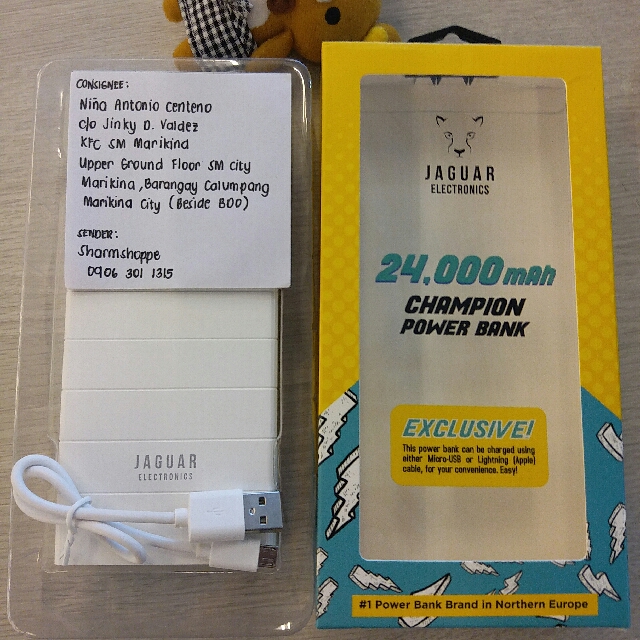 CONSIGNEE:
Niña Antonio Centeno
c/o Jinky D. Valdez
KFC SM Marikina
Upper Ground Floor SM City
Marikina, Barangay Calumpang
Marikina City (Beside BDO)
SENDER:
Sharmshoppe
0906 301 1315
JAGUAR
ELECTRONICS
JAGUAR
ELECTRONICS
24,000 mAh
CHAMPION
POWER BANK
EXCLUSIVE!
This power bank can be charged using
either Micro-USB or Lightning (Apple)
cable, for your convenience. Easy!
#1 Power Bank Brand in Northern Europe